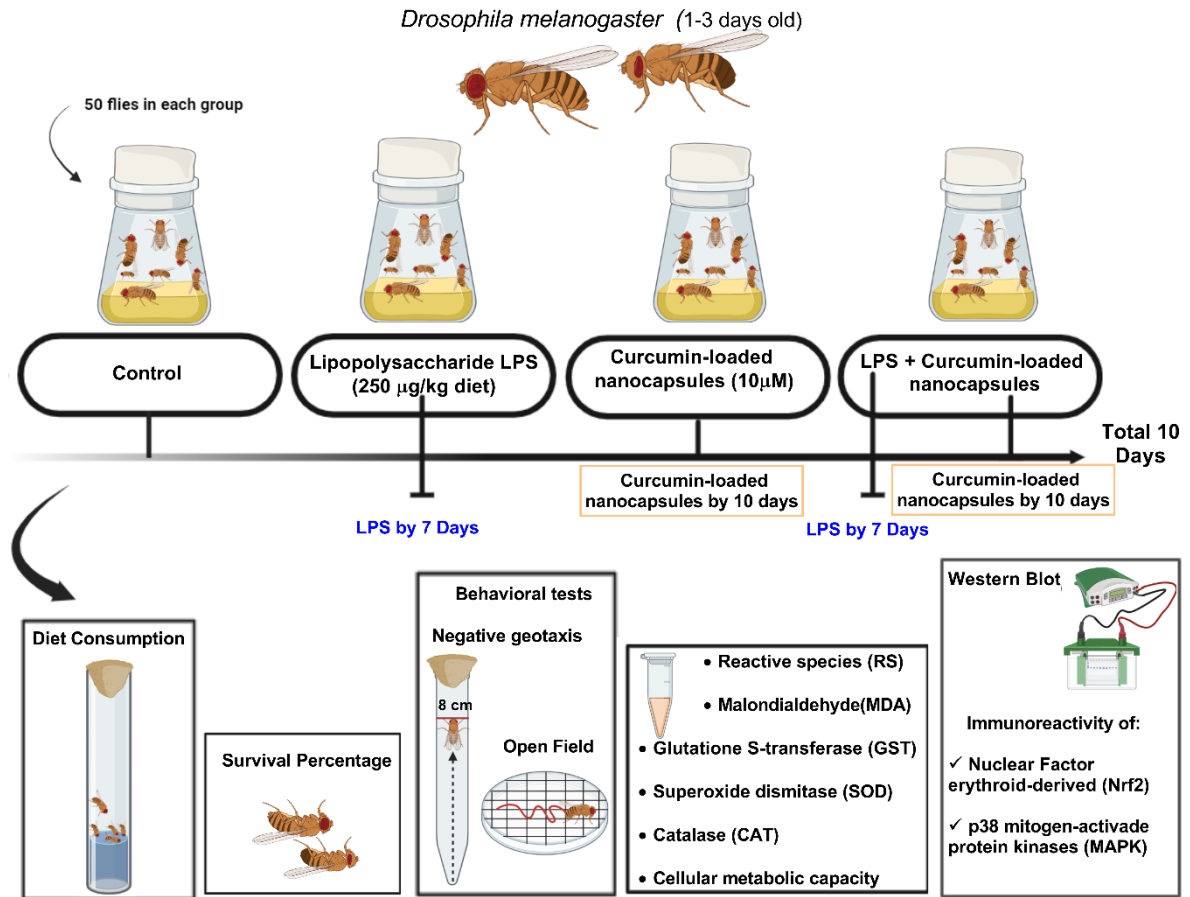 Drosophila melanogaster (1-3 days old)
50 flies in each group
Control
Lipopolysaccharide LPS
(250 µg/kg diet)
Curcumin-loaded
nanocapsules (10µM)
LPS + Curcumin-loaded
nanocapsules
Total 10
Days
LPS by 7 Days
Curcumin-loaded
nanocapsules by 10 days
LPS by 7 Days
Curcumin-loaded
nanocapsules by 10 days
Diet Consumption
Survival Percentage
Behavioral tests
Negative geotaxis
8 cm
Open Field
• Reactive species (RS)
• Malondialdehyde(MDA)
• Glutatione S-transferase (GST)
• Superoxide dismitase (SOD)
• Catalase (CAT)
• Cellular metabolic capacity
Western Blot
Immunoreactivity of:
✓ Nuclear Factor
erythroid-derived (Nrf2)
✓ p38 mitogen-activade
protein kinases (MAPK)